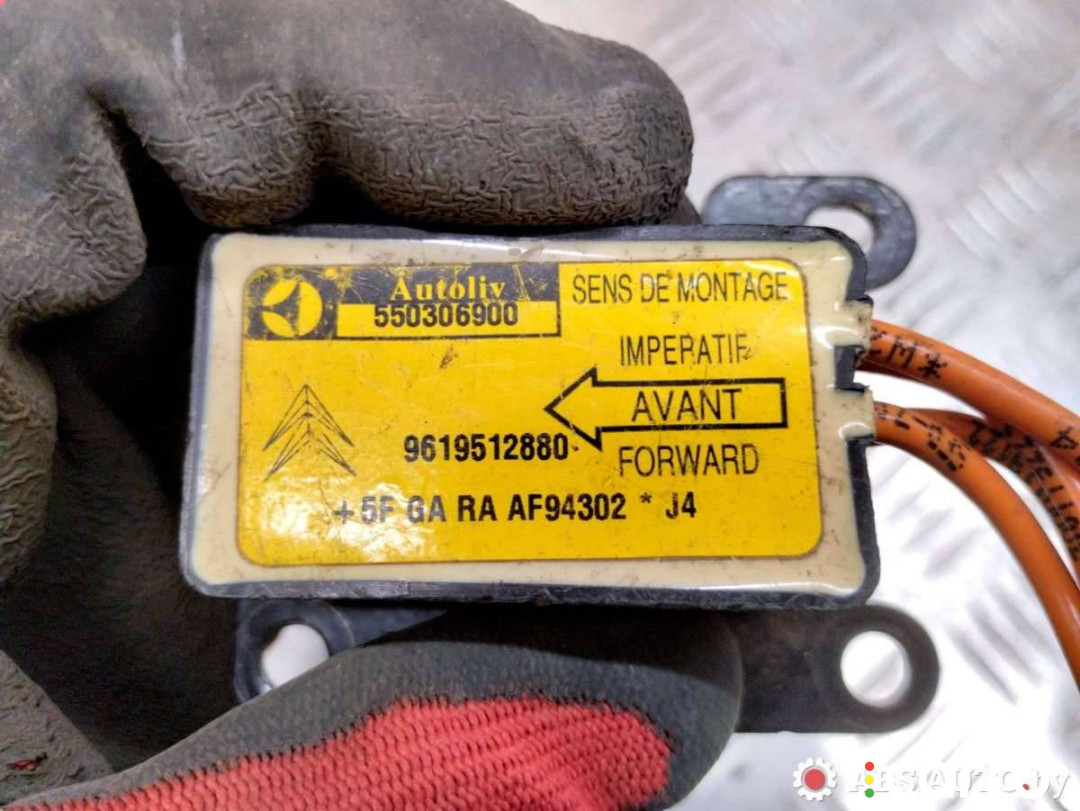 Autoliv
550306900
SENS DE MONTAGE
IMPERATIF
AVANT
FORWARD
9619512880
+ 5F GA RA AF94302 * J4